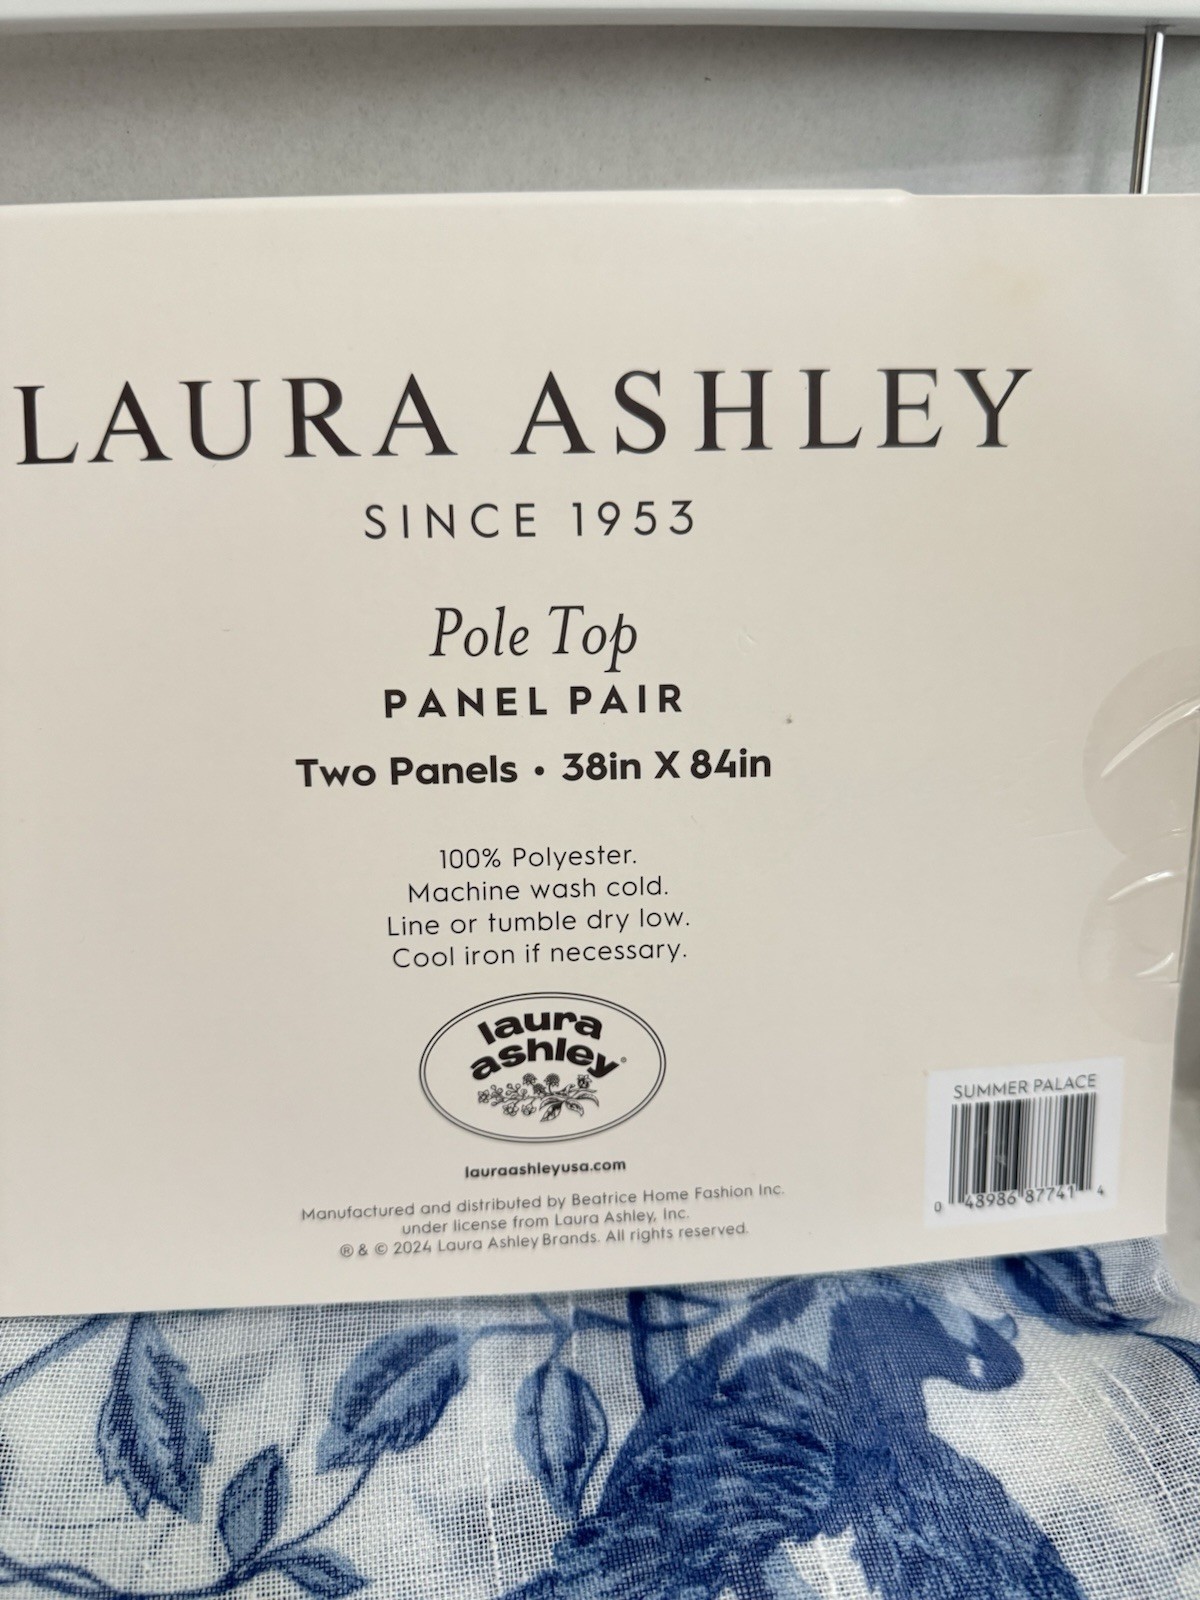 LAURA ASHLEY
SINCE 1953
Pole Top
PANEL PAIR
Two Panels • 38in X 84in
100% Polyester.
Machine wash cold.
Line or tumble dry low.
Cool iron if necessary.
laura
ashley®
lauraashleyusa.com
Manufactured and distributed by Beatrice Home Fashion Inc.
under license from Laura Ashley, Inc.
® & © 2024 Laura Ashley Brands. All rights reserved.
SUMMER PALACE
0 48986 87741 4